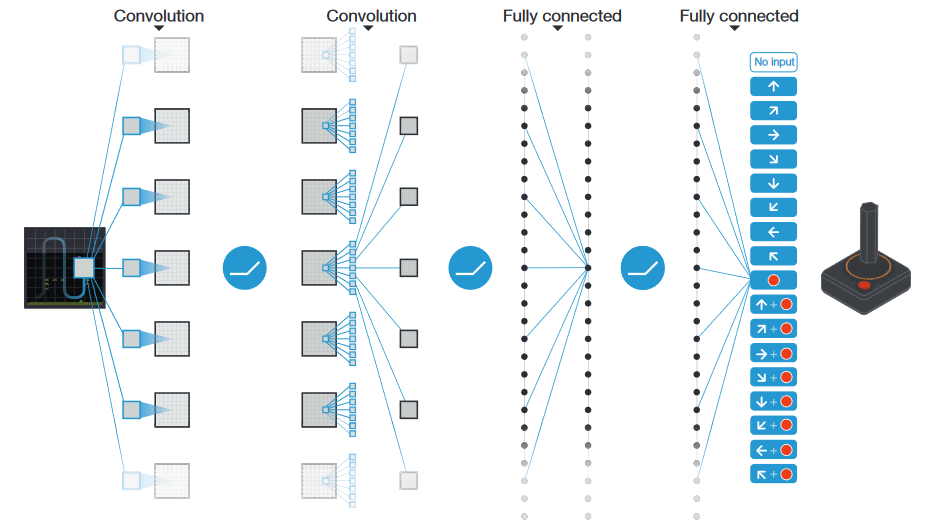 Convolution
Convolution
Fully connected
Fully connected
No input
+
+
+
+
+
+
+
+